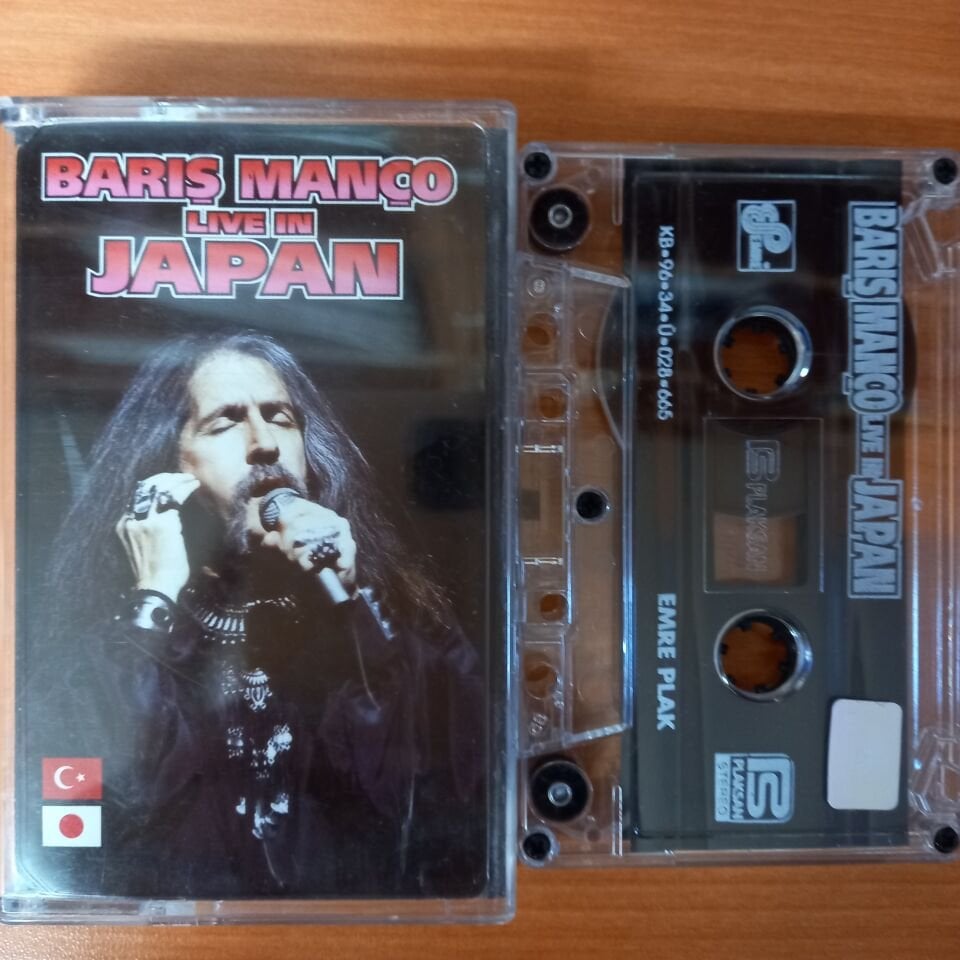 BARIŞ MANÇO
LIVE IN
JAPAN
BARIŞ MANÇO LIVE IN JAPAN
KB•96•34•Ü•028•665
PLAKSAN
EMRE PLAK
PLAKSAN
STEREO